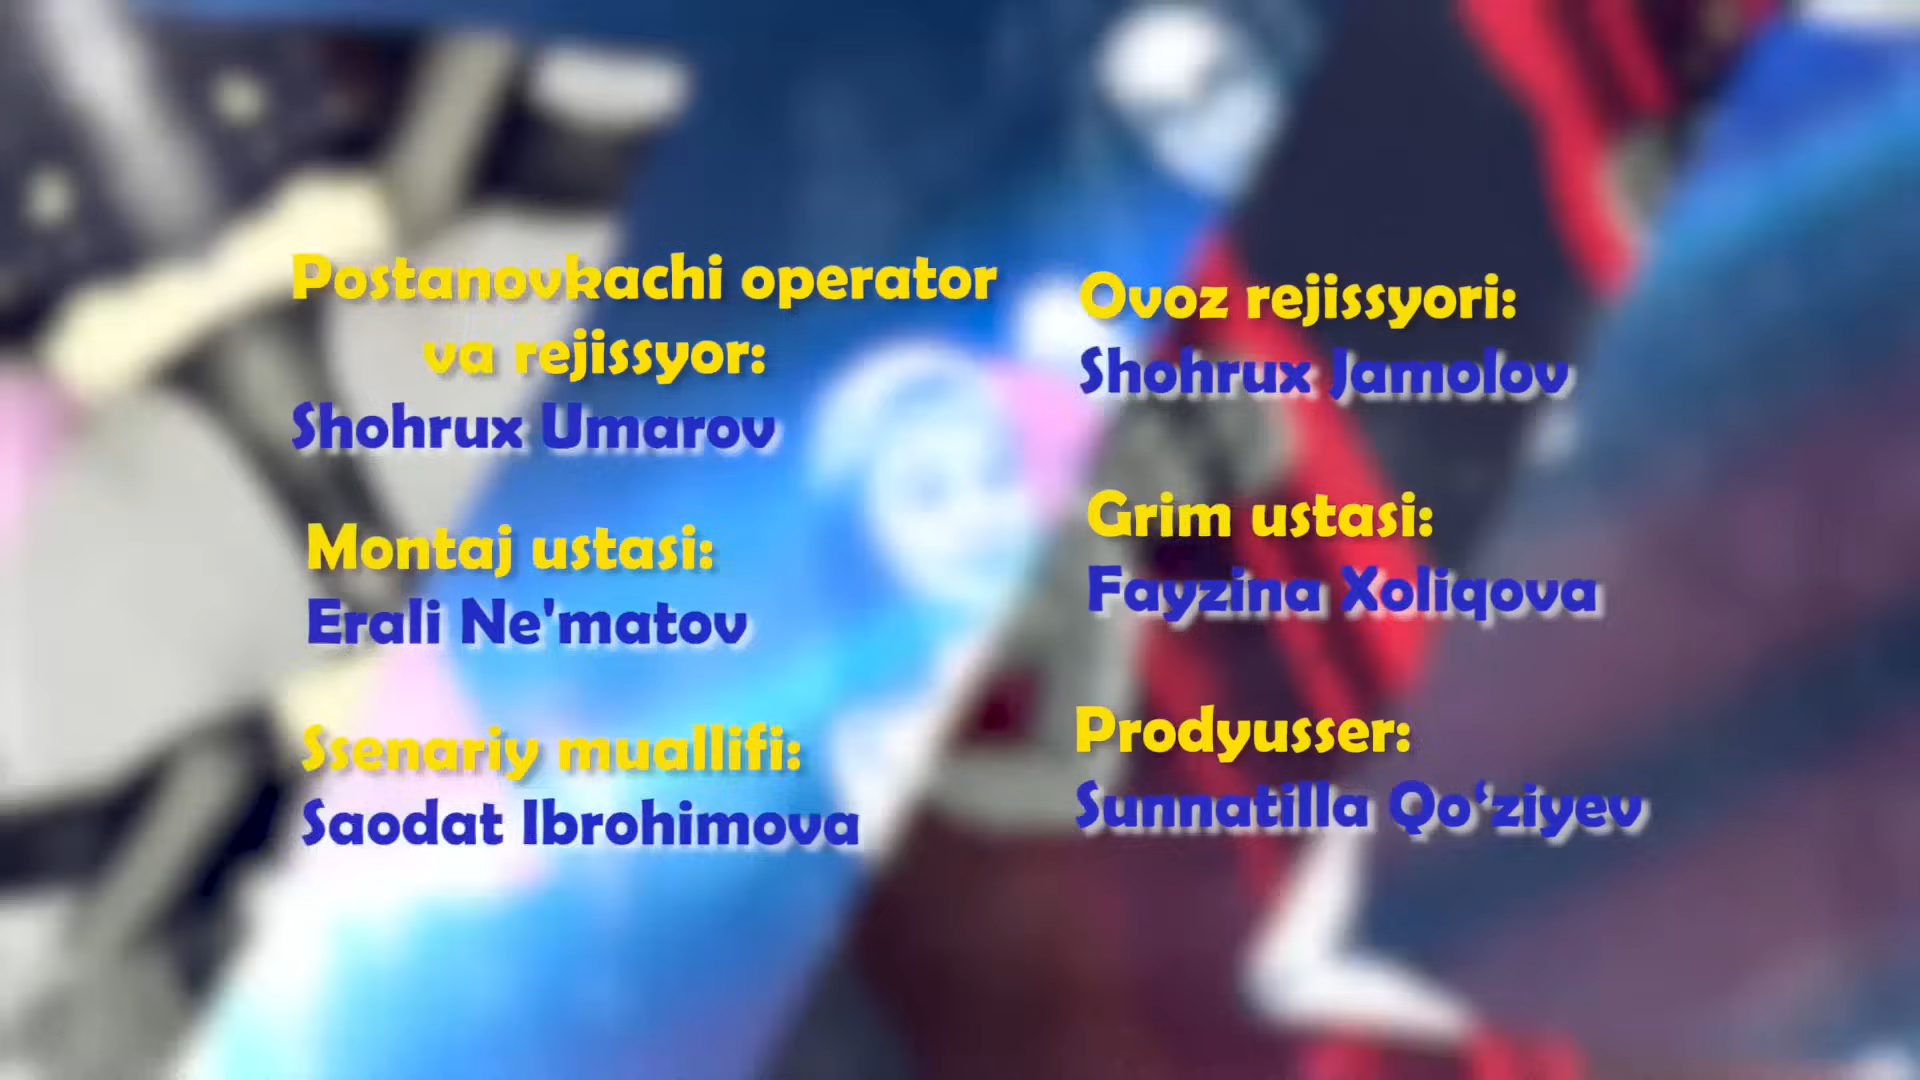 Postanovkachi operator
va rejissyor:
Shohrux Umarov
Montaj ustasi:
Erali Ne'matov
Ssenariy muallifi:
Saodat Ibrohimova
Ovoz rejissyori:
Shohrux Jamolov
Grim ustasi:
Fayzina Xoliqova
Prodyusser:
Sunnatilla Qo‘ziyev